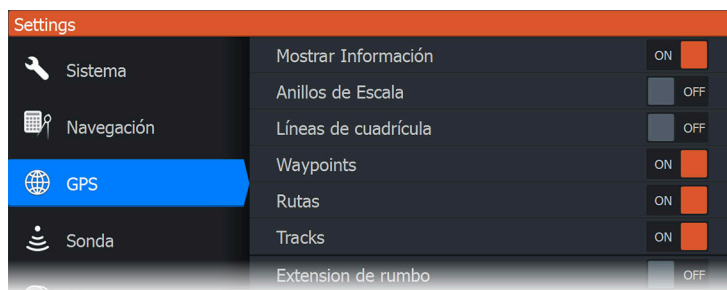 Settings
Sistema
Navegación
GPS
Sonda
Mostrar Información ON
Anillos de Escala OFF
Líneas de cuadrícula OFF
Waypoints ON
Rutas ON
Tracks ON
Extension de rumbo OFF